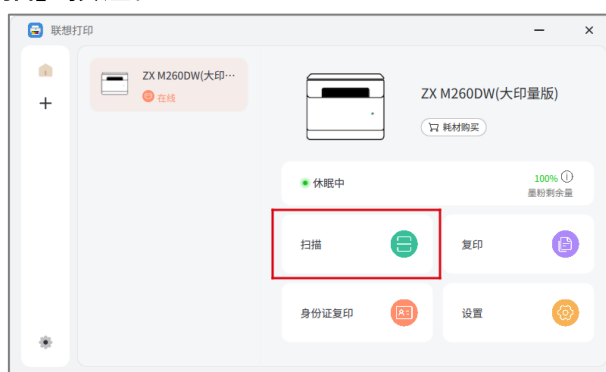 联想打印
ZX M260DW(大印…
在线
ZX M260DW(大印量版)
耗材购买
休眠中
100%
墨粉剩余量
扫描
复印
身份证复印
设置